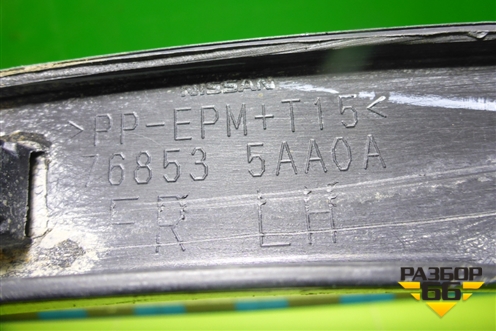 NISSAN
>PP-EPM+T15<
76853 5AA0A
FR LH
РАЗБОР
66